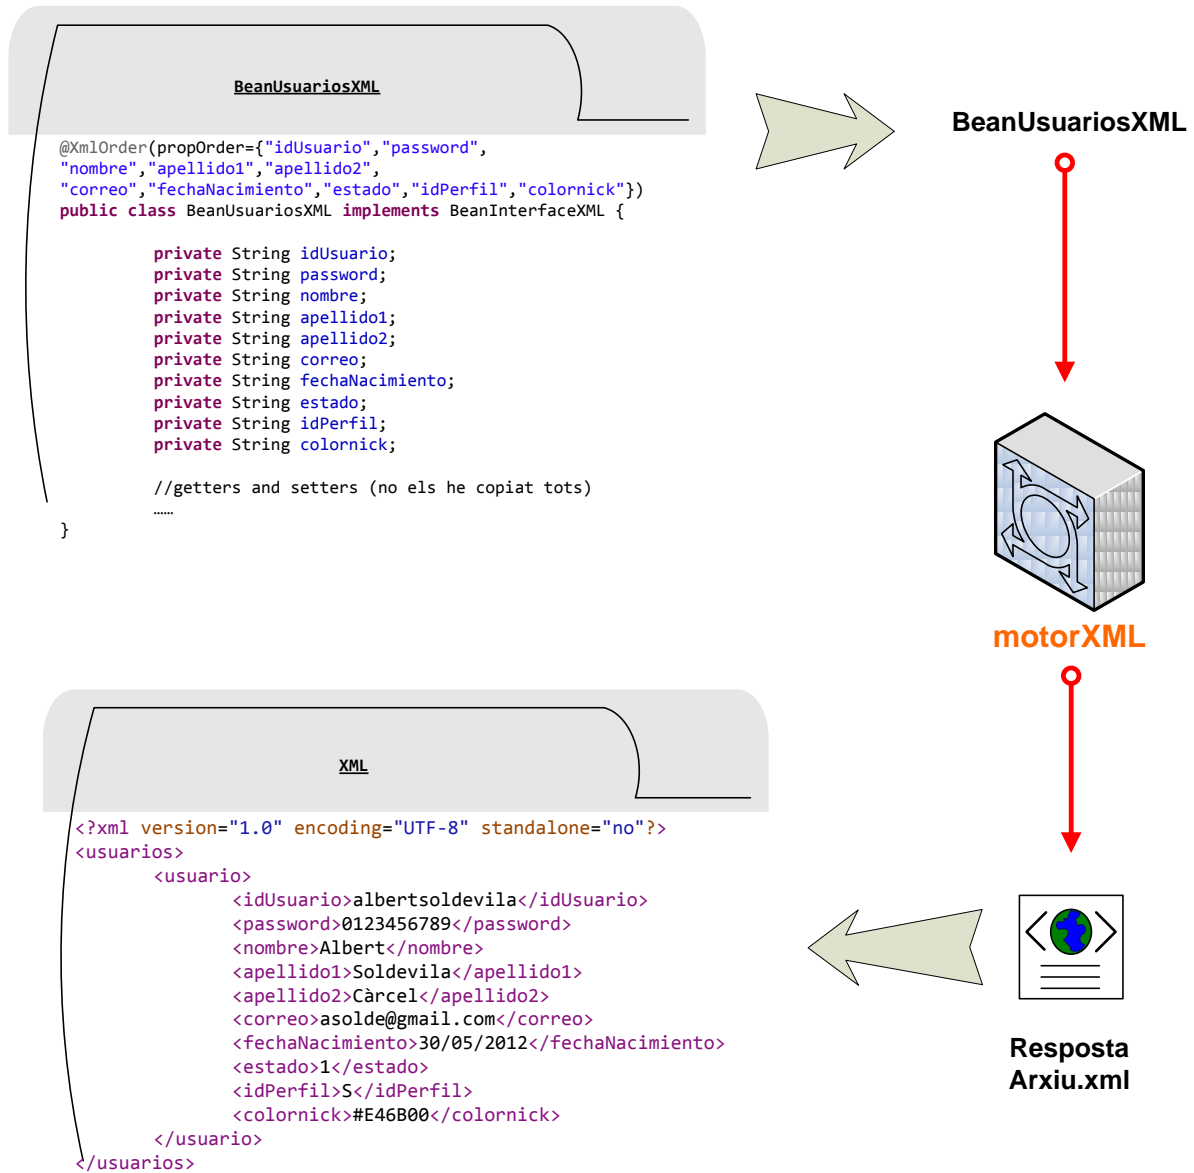 BeanUsuariosXML
@XmlOrder(propOrder={"idUsuario","password",
"nombre","apellido1","apellido2",
"correo","fechaNacimiento","estado","idPerfil","colornick"})
public class BeanUsuariosXML implements BeanInterfaceXML {
private String idUsuario;
private String password;
private String nombre;
private String apellido1;
private String apellido2;
private String correo;
private String fechaNacimiento;
private String estado;
private String idPerfil;
private String colornick;
//getters and setters (no els he copiat tots)
……
}
BeanUsuariosXML
motorXML
XML
<?xml version="1.0" encoding="UTF-8" standalone="no"?>
<usuarios>
<usuario>
<idUsuario>albertsoldevila</idUsuario>
<password>0123456789</password>
<nombre>Albert</nombre>
<apellido1>Soldevila</apellido1>
<apellido2>Càrcel</apellido2>
<correo>asolde@gmail.com</correo>
<fechaNacimiento>30/05/2012</fechaNacimiento>
<estado>1</estado>
<idPerfil>S</idPerfil>
<colornick>#E46B00</colornick>
</usuario>
</usuarios>
Resposta
Arxiu.xml